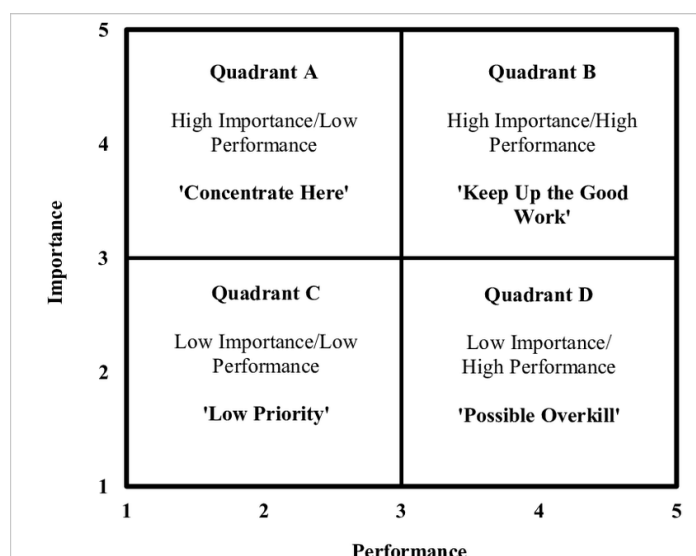 5
Quadrant A
High Importance/Low
Performance
'Concentrate Here'
Quadrant B
High Importance/High
Performance
'Keep Up the Good
Work'
4
Importance
3
Quadrant C
Low Importance/Low
Performance
'Low Priority'
Quadrant D
Low Importance/
High Performance
'Possible Overkill'
2
1
1 2 3 4 5
Performance